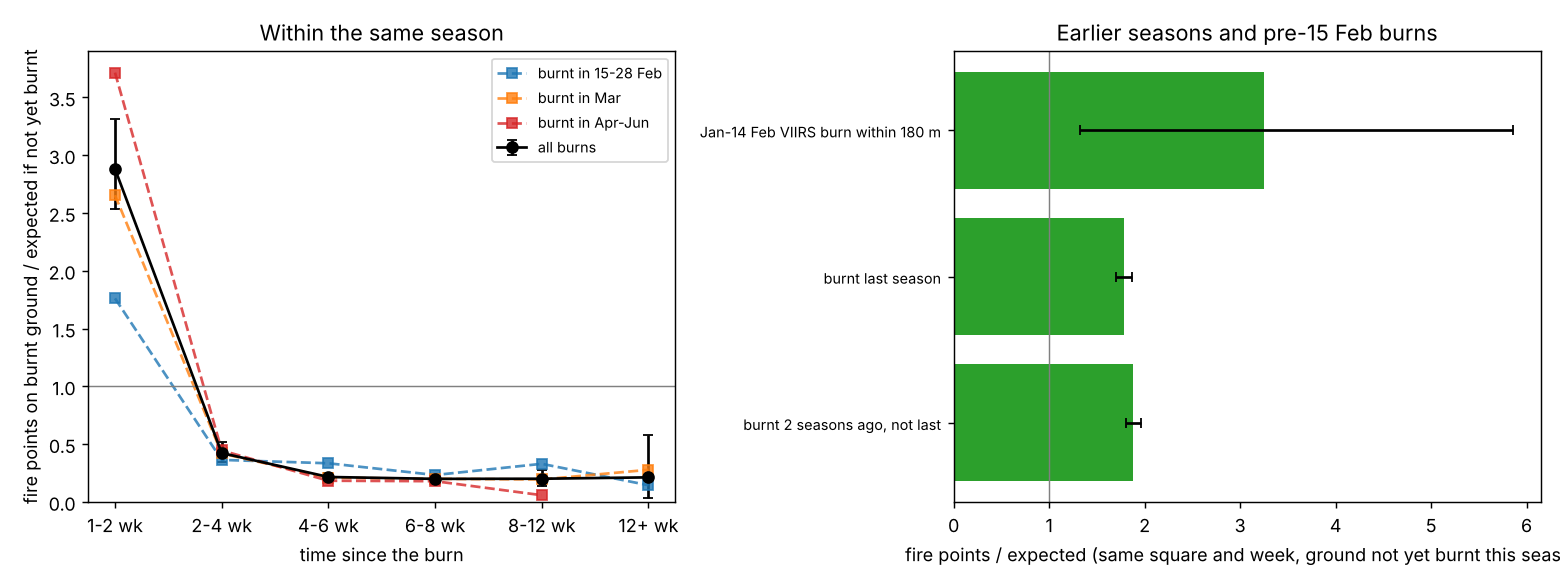 Within the same season
fire points on burnt ground / expected if not yet burnt
3.5
3.0
2.5
2.0
1.5
1.0
0.5
0.0
burnt in 15-28 Feb
burnt in Mar
burnt in Apr-Jun
all burns
1-2 wk
2-4 wk
4-6 wk
6-8 wk
8-12 wk
12+ wk
time since the burn
Earlier seasons and pre-15 Feb burns
Jan-14 Feb VIIRS burn within 180 m
burnt last season
burnt 2 seasons ago, not last
0
1
2
3
4
5
6
fire points / expected (same square and week, ground not yet burnt this seas